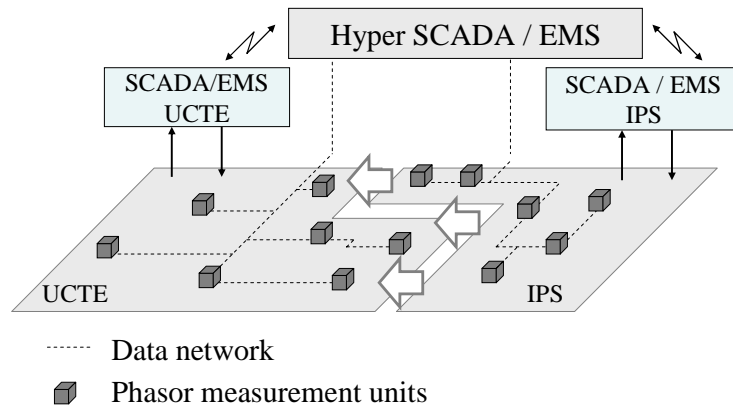 Hyper SCADA / EMS
SCADA/EMS
UCTE
SCADA / EMS
IPS
UCTE
IPS
Data network
Phasor measurement units